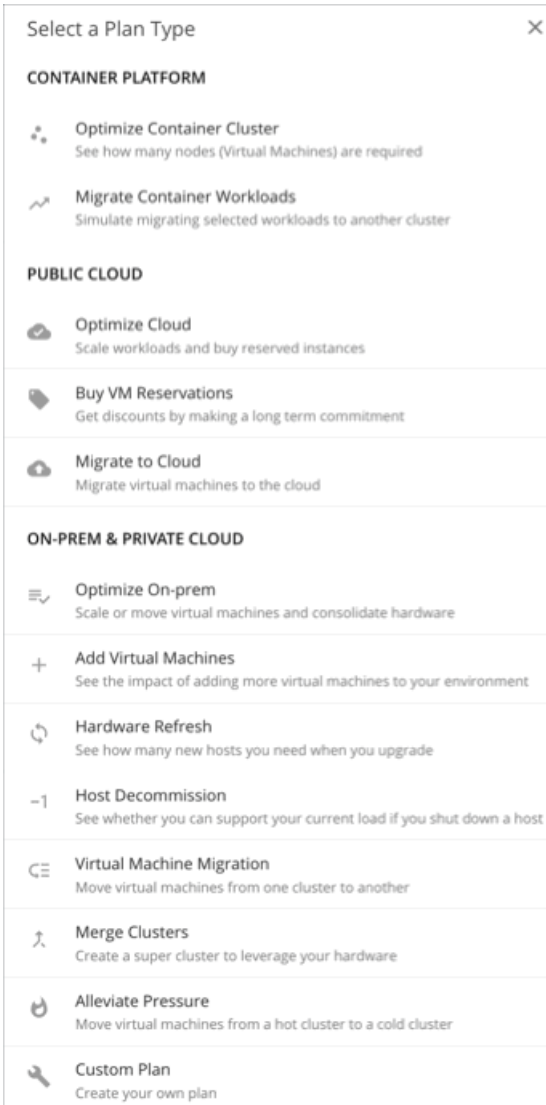 Select a Plan Type
CONTAINER PLATFORM
Optimize Container Cluster
See how many nodes (Virtual Machines) are required
Migrate Container Workloads
Simulate migrating selected workloads to another cluster
PUBLIC CLOUD
Optimize Cloud
Scale workloads and buy reserved instances
Buy VM Reservations
Get discounts by making a long term commitment
Migrate to Cloud
Migrate virtual machines to the cloud
ON-PREM & PRIVATE CLOUD
Optimize On-prem
Scale or move virtual machines and consolidate hardware
Add Virtual Machines
See the impact of adding more virtual machines to your environment
Hardware Refresh
See how many new hosts you need when you upgrade
-1 Host Decommission
See whether you can support your current load if you shut down a host
Virtual Machine Migration
Move virtual machines from one cluster to another
Merge Clusters
Create a super cluster to leverage your hardware
Alleviate Pressure
Move virtual machines from a hot cluster to a cold cluster
Custom Plan
Create your own plan